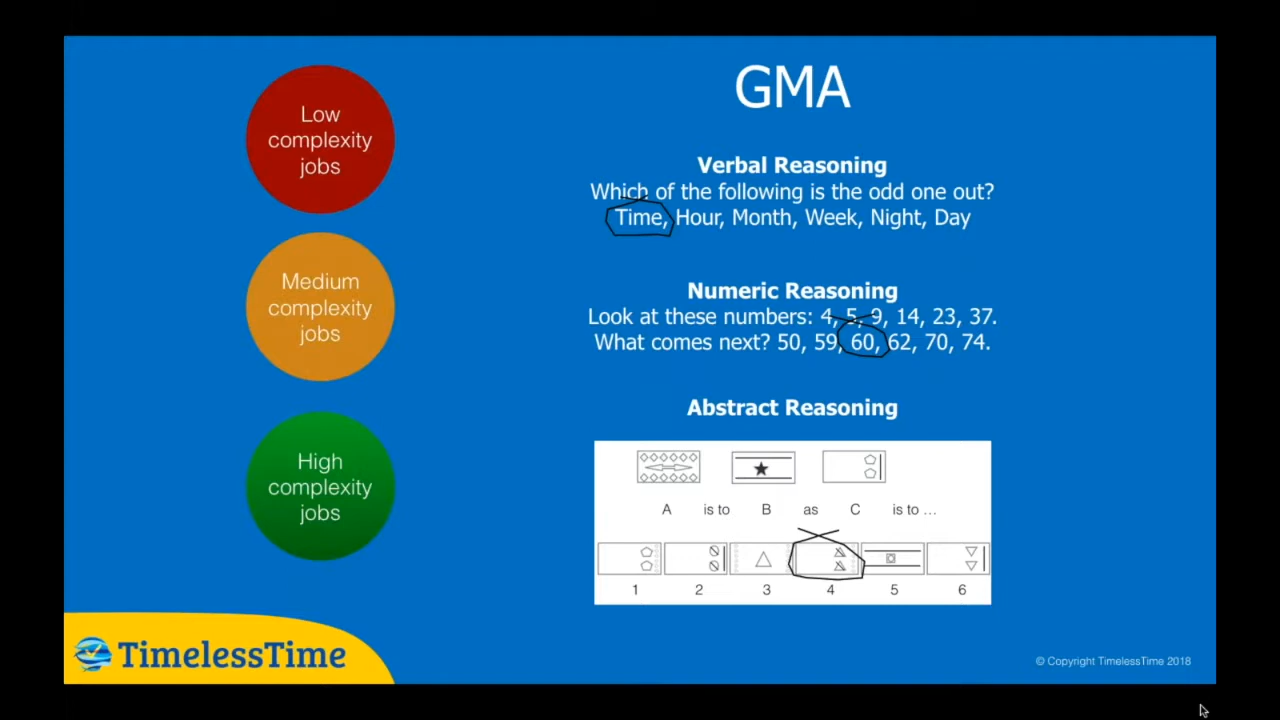 Low
complexity
jobs
Medium
complexity
jobs
High
complexity
jobs
GMA
Verbal Reasoning
Which of the following is the odd one out?
Time, Hour, Month, Week, Night, Day
Numeric Reasoning
Look at these numbers: 4, 5, 9, 14, 23, 37.
What comes next? 50, 59, 60, 62, 70, 74.
Abstract Reasoning
A is to B as C is to ...
1 2 3 4 5 6
TimelessTime
© Copyright TimelessTime 2018